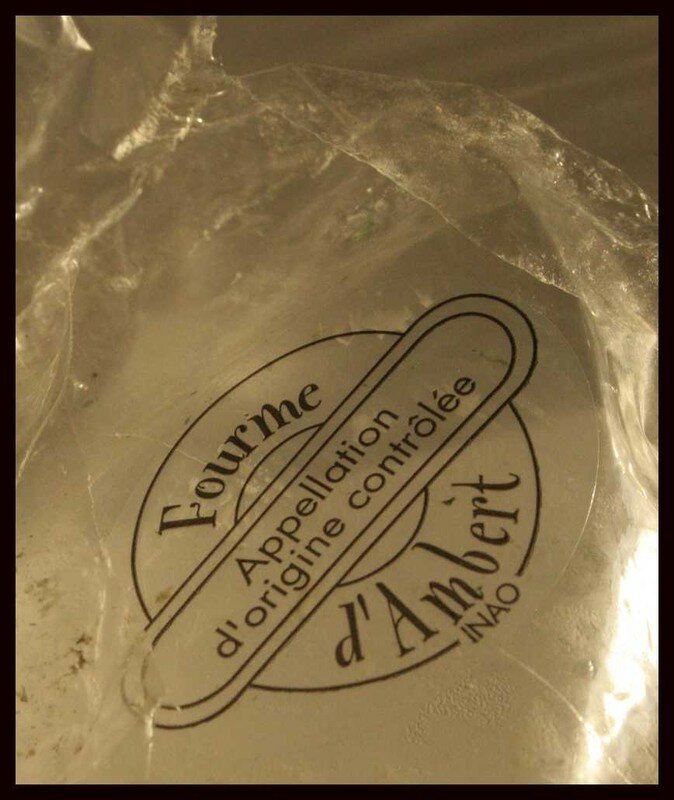 Fourme
Appellation
d'origine contrôlée
d'Ambert
INAO